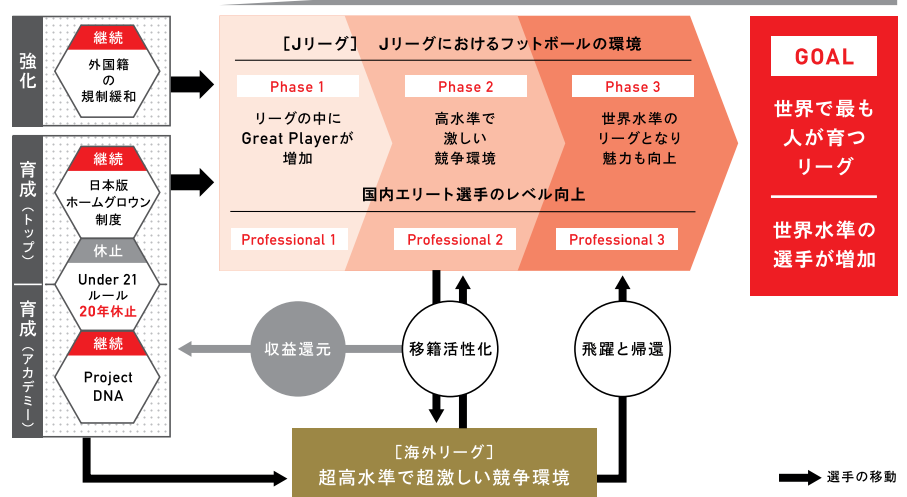 強化
継続
外国籍
の
規制緩和
育成(トップ)
継続
日本版
ホームグロウン
制度
休止
Under 21
ルール
20年休止
育成(アカデミー)
継続
Project
DNA
[Jリーグ] Jリーグにおけるフットボールの環境
Phase 1
リーグの中に
Great Playerが
増加
Phase 2
高水準で
激しい
競争環境
Phase 3
世界水準の
リーグとなり
魅力も向上
国内エリート選手のレベル向上
Professional 1
Professional 2
Professional 3
GOAL
世界で最も
人が育つ
リーグ
世界水準の
選手が増加
収益還元
移籍活性化
飛躍と帰還
[海外リーグ]
超高水準で超激しい競争環境
選手の移動